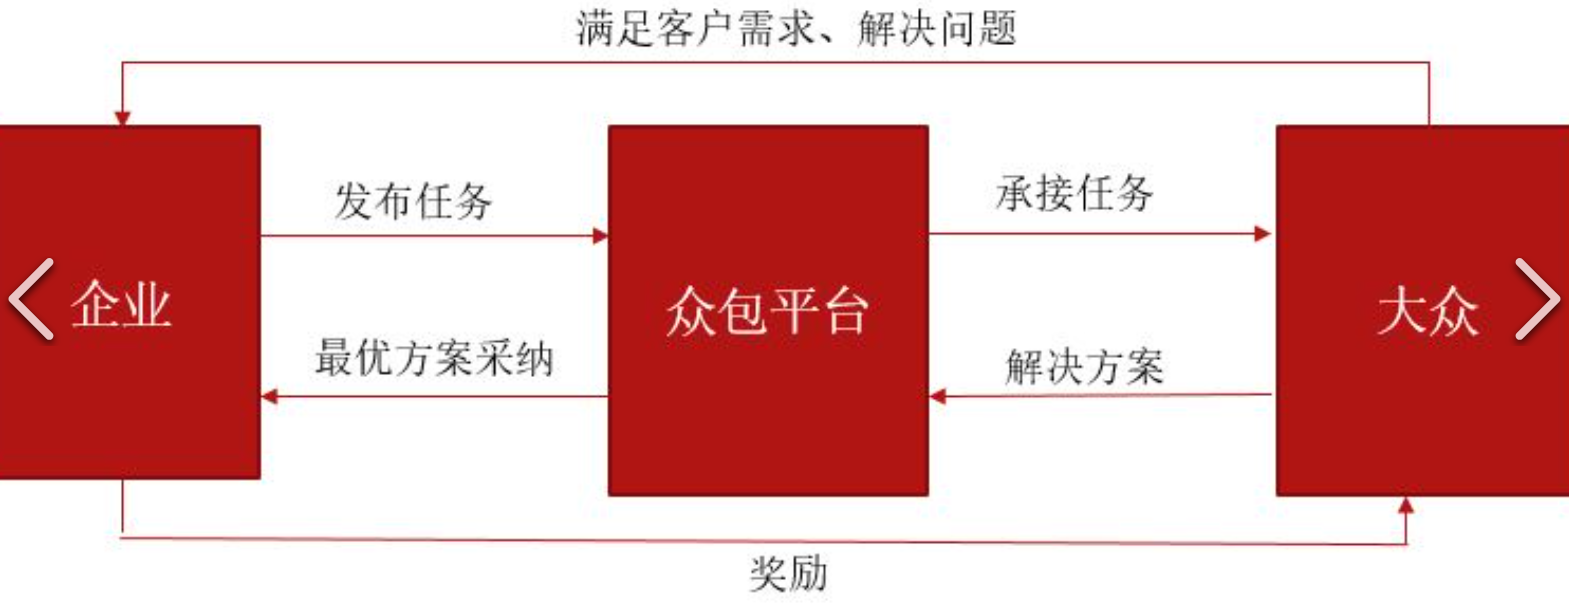 满足客户需求、解决问题
发布任务
承接任务
企业
众包平台
大众
最优方案采纳
解决方案
奖励